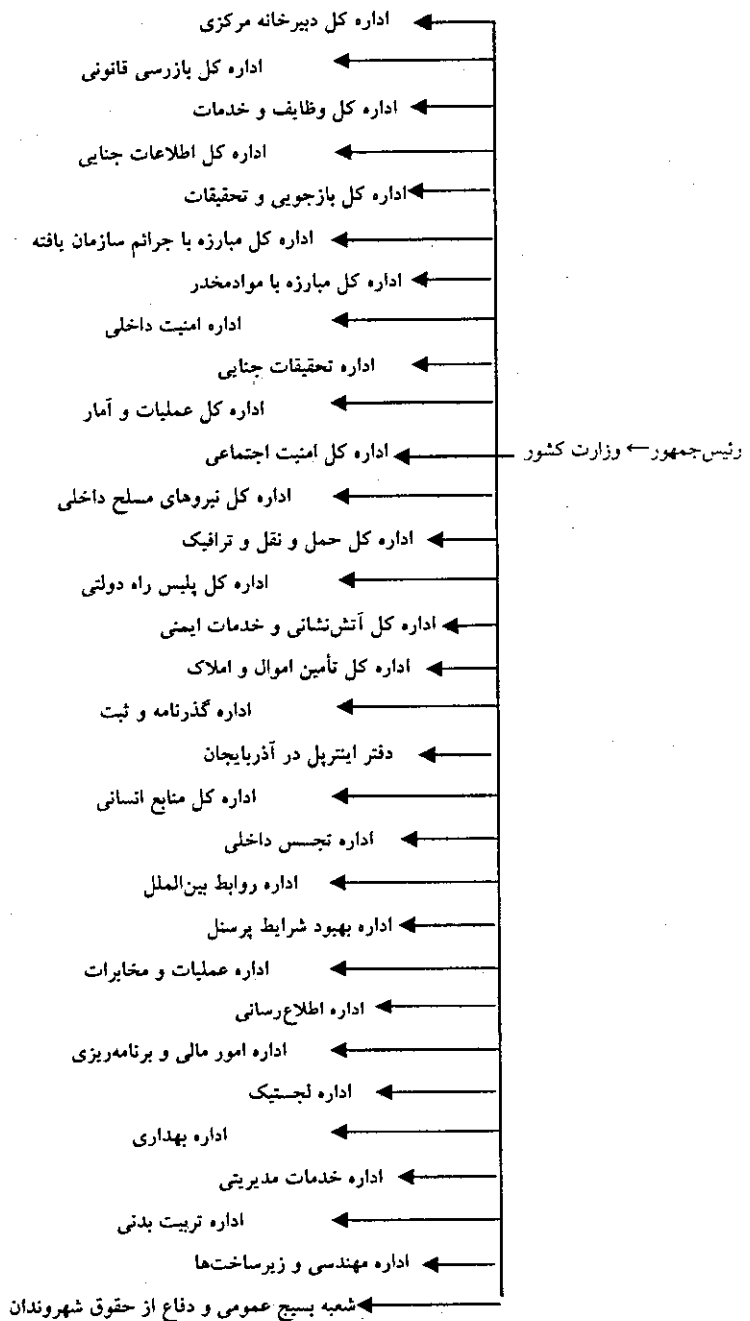 اداره کل دبیرخانه مرکزی
اداره کل بازرسی قانونی
اداره کل وظایف و خدمات
اداره کل اطلاعات جنایی
اداره کل بازجویی و تحقیقات
اداره کل مبارزه با جرائم سازمان یافته
اداره کل مبارزه با موادمخدر
اداره امنیت داخلی
اداره تحقیقات جنایی
اداره کل عملیات و آمار
رئیس‌جمهور← وزارت کشور
اداره کل امنیت اجتماعی
اداره کل نیروهای مسلح داخلی
اداره کل حمل و نقل و ترافیک
اداره کل پلیس راه دولتی
اداره کل آتش‌نشانی و خدمات ایمنی
اداره کل تأمین اموال و املاک
اداره گذرنامه و ثبت
دفتر اینترپل در آذربایجان
اداره کل منابع انسانی
اداره تجسس داخلی
اداره روابط بین‌الملل
اداره بهبود شرایط پرسنل
اداره عملیات و مخابرات
اداره اطلاع‌رسانی
اداره امور مالی و برنامه‌ریزی
اداره لجستیک
اداره بهداری
اداره خدمات مدیریتی
اداره تربیت بدنی
اداره مهندسی و زیرساخت‌ها
شعبه بسیج عمومی و دفاع از حقوق شهروندان